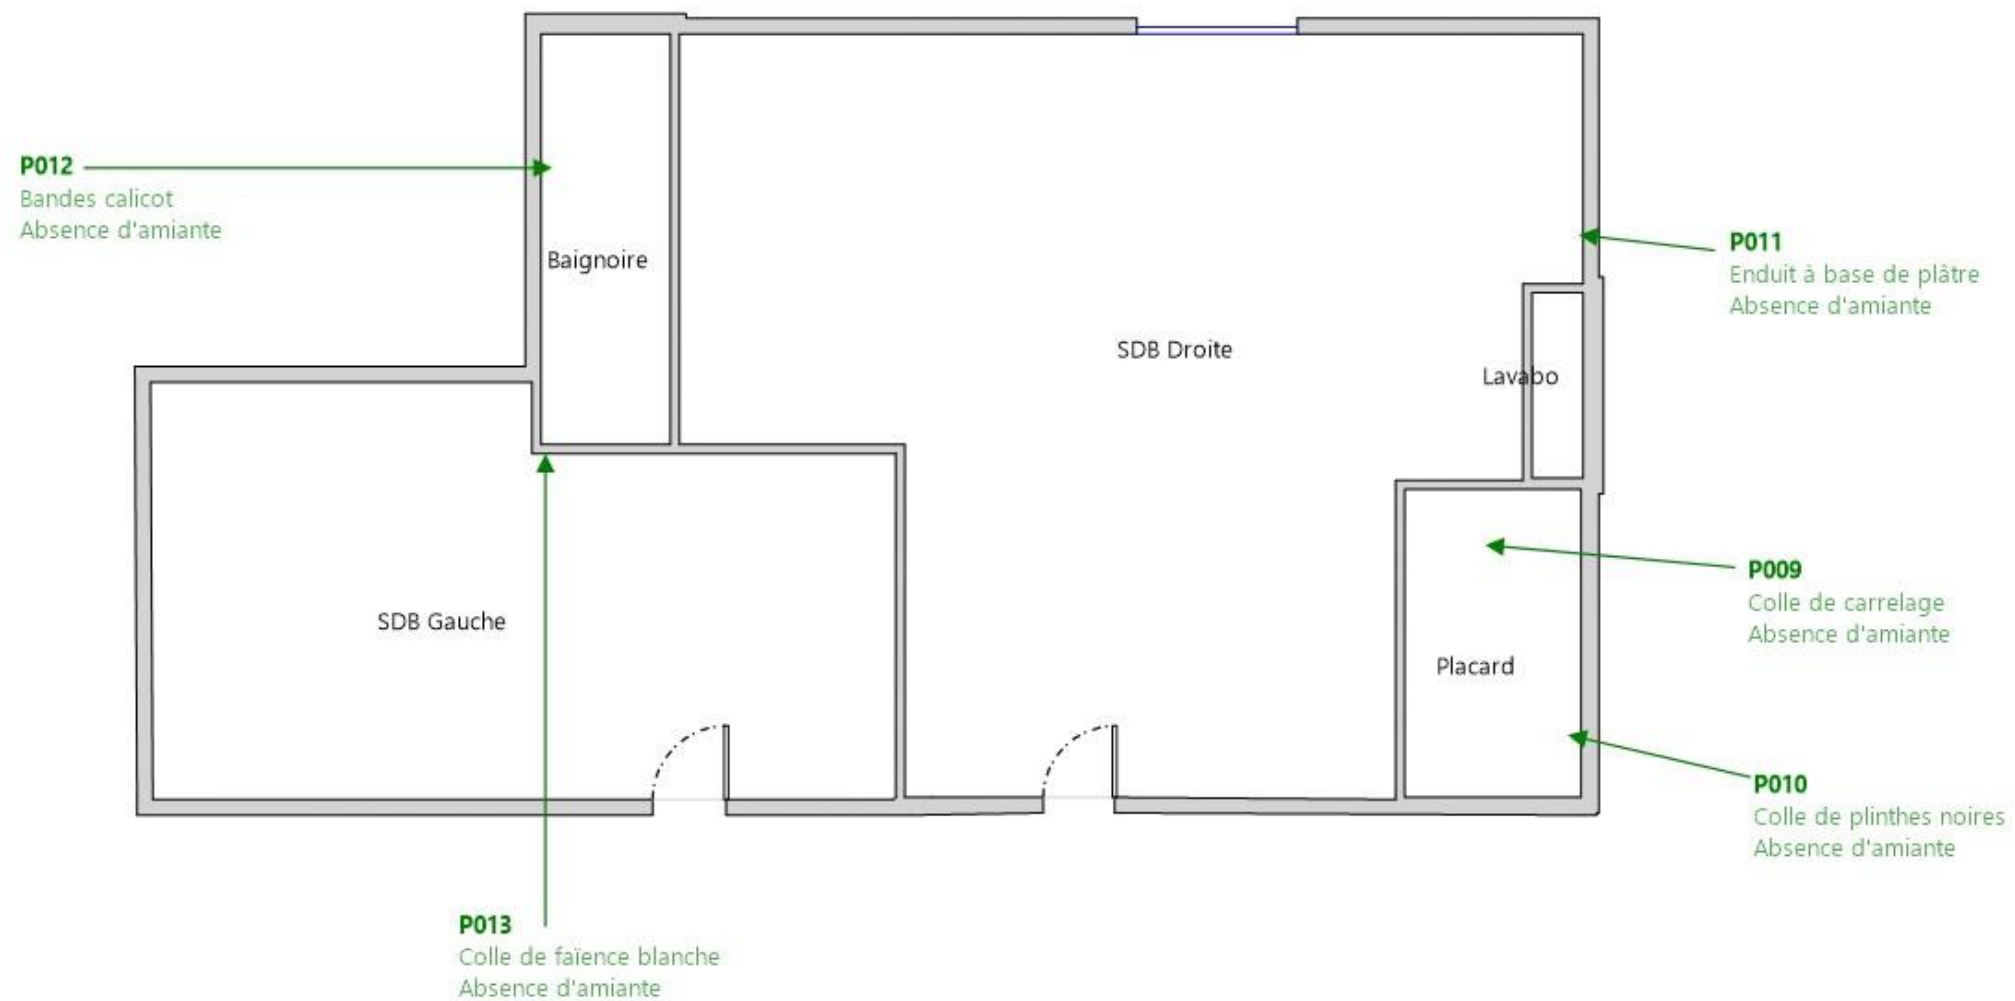 P012
Bandes calicot
Absence d'amiante
Baignoire
P011
Enduit à base de plâtre
Absence d'amiante
SDB Droite
Lavabo
P009
Colle de carrelage
Absence d'amiante
SDB Gauche
Placard
P010
Colle de plinthes noires
Absence d'amiante
P013
Colle de faïence blanche
Absence d'amiante